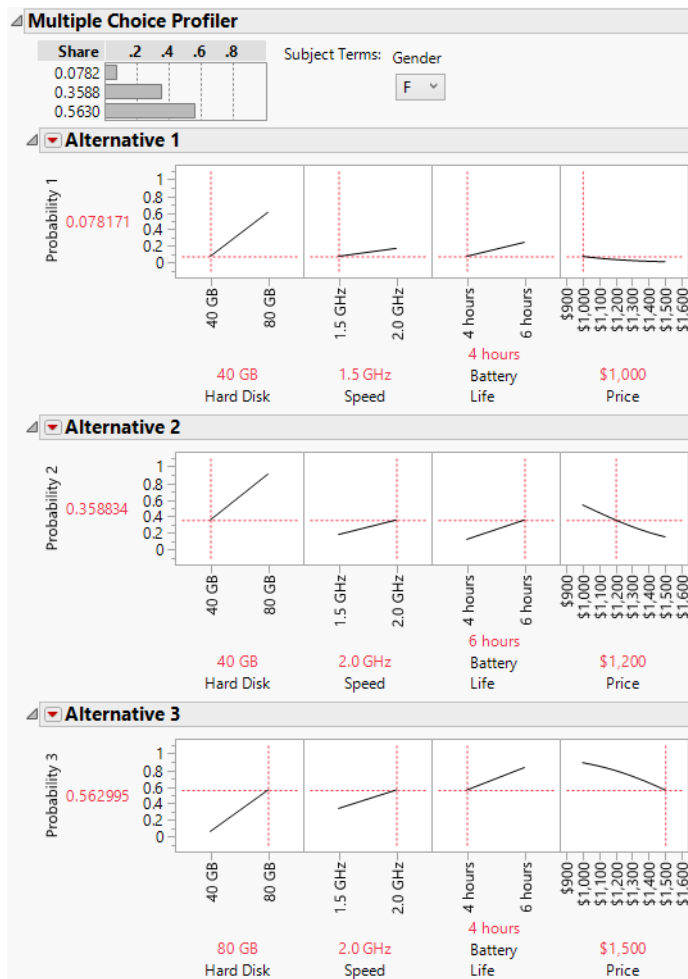 Multiple Choice Profiler
Share .2 .4 .6 .8
Subject Terms: Gender
0.0782
0.3588
0.5630
F
Alternative 1
Probability 1
0.078171
1
0.8
0.6
0.4
0.2
0
40 GB
80 GB
1.5 GHz
2.0 GHz
4 hours
6 hours
$900
$1,000
$1,100
$1,200
$1,300
$1,400
$1,500
$1,600
4 hours
40 GB 1.5 GHz Battery $1,000
Hard Disk Speed Life Price
Alternative 2
Probability 2
0.358834
1
0.8
0.6
0.4
0.2
0
40 GB
80 GB
1.5 GHz
2.0 GHz
4 hours
6 hours
$900
$1,000
$1,100
$1,200
$1,300
$1,400
$1,500
$1,600
6 hours
40 GB 2.0 GHz Battery $1,200
Hard Disk Speed Life Price
Alternative 3
Probability 3
0.562995
1
0.8
0.6
0.4
0.2
0
40 GB
80 GB
1.5 GHz
2.0 GHz
4 hours
6 hours
$900
$1,000
$1,100
$1,200
$1,300
$1,400
$1,500
$1,600
4 hours
80 GB 2.0 GHz Battery $1,500
Hard Disk Speed Life Price